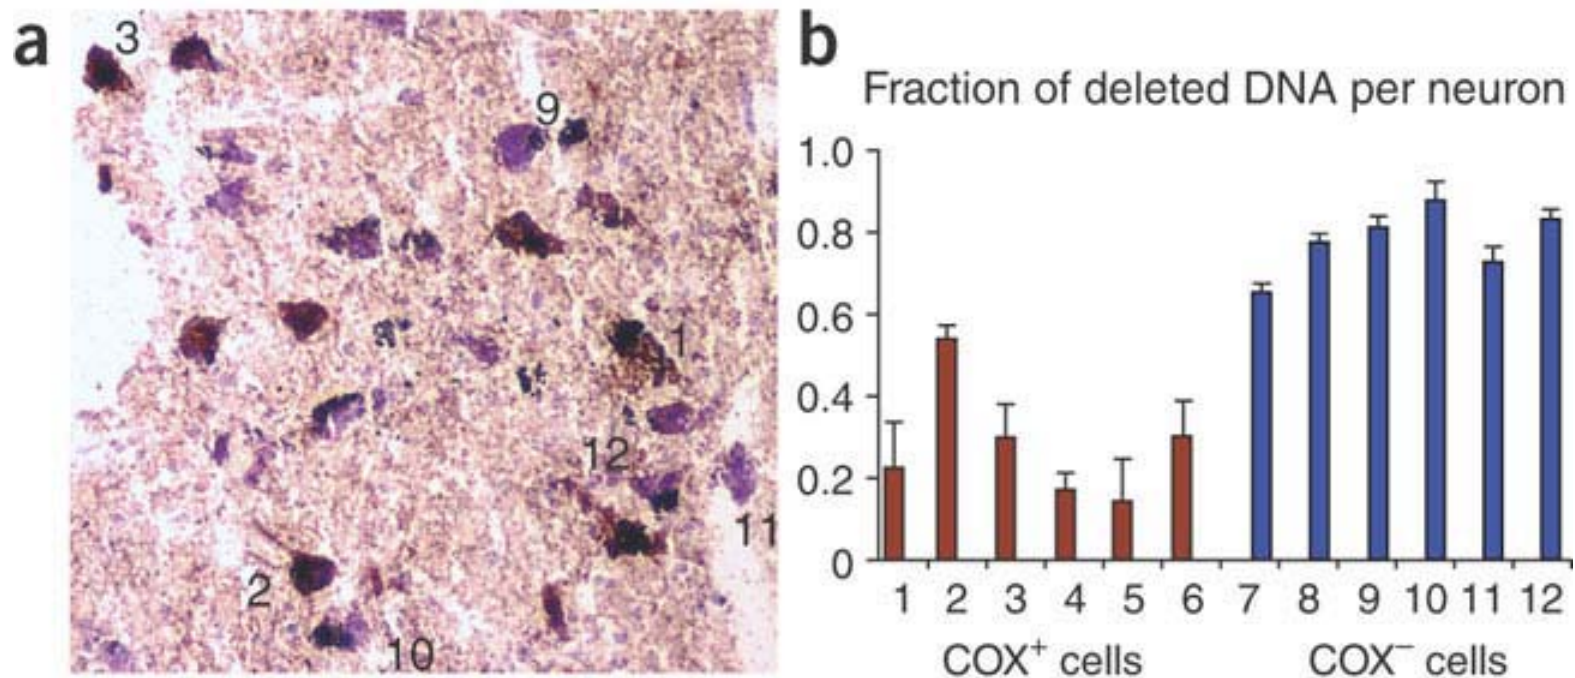 a
3
9
1
12
11
2
10
b
Fraction of deleted DNA per neuron
1.0
0.8
0.6
0.4
0.2
0
1 2 3 4 5 6 7 8 9 10 11 12
COX⁺ cells COX⁻ cells